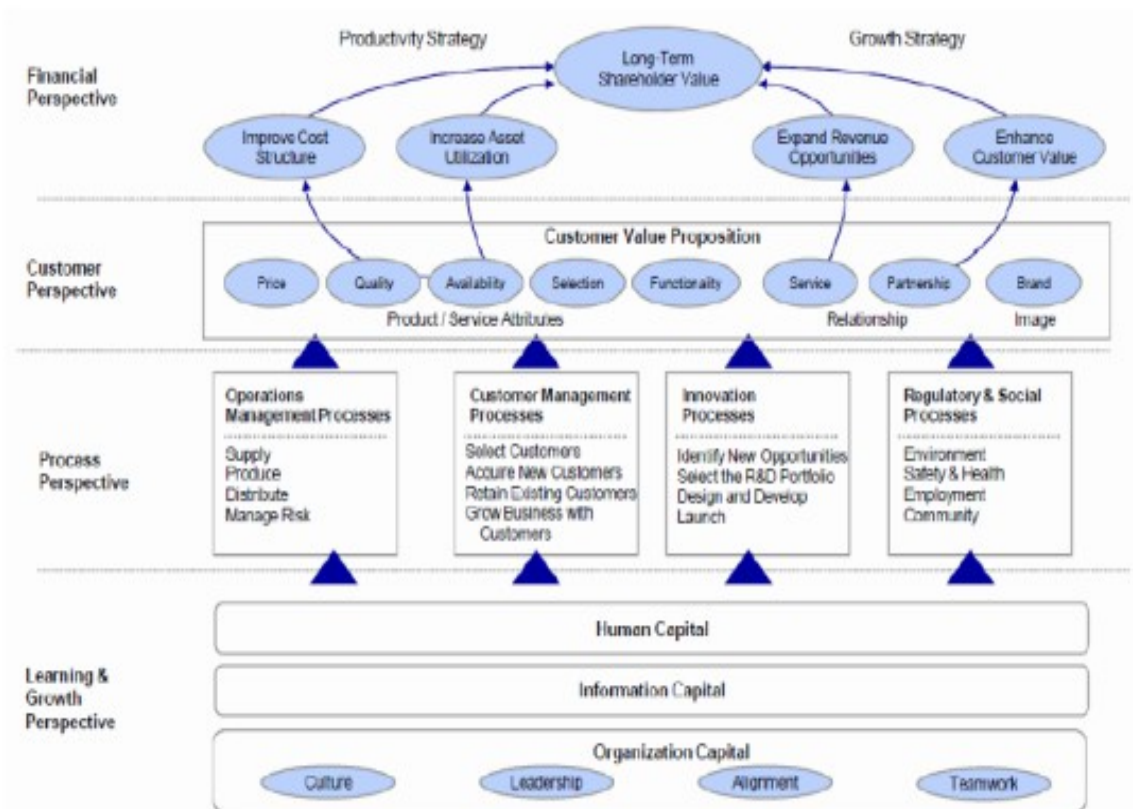 Productivity Strategy
Growth Strategy
Long-Term
Shareholder Value
Financial
Perspective
Improve Cost
Structure
Increase Asset
Utilization
Expand Revenue
Opportunities
Enhance
Customer Value
Customer Value Proposition
Customer
Perspective
Price
Quality
Availability
Selection
Functionality
Service
Partnership
Brand
Product / Service Attributes
Relationship
Image
Process
Perspective
Operations
Management Processes
Supply
Produce
Distribute
Manage Risk
Customer Management
Processes
Select Customers
Acquire New Customers
Retain Existing Customers
Grow Business with
Customers
Innovation
Processes
Identify New Opportunities
Select the R&D Portfolio
Design and Develop
Launch
Regulatory & Social
Processes
Environment
Safety & Health
Employment
Community
Learning &
Growth
Perspective
Human Capital
Information Capital
Organization Capital
Culture
Leadership
Alignment
Teamwork